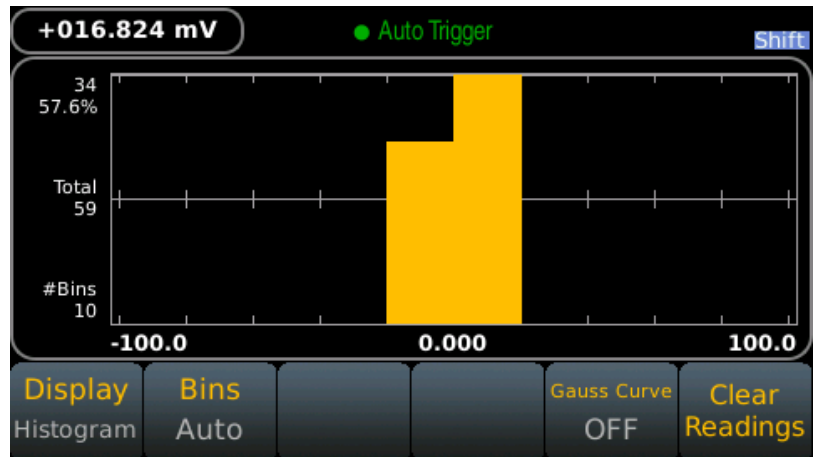 +016.824 mV
Auto Trigger
Shift
34
57.6%
Total
59
#Bins
10
-100.0 0.000 100.0
Display
Histogram
Bins
Auto
Gauss Curve
OFF
Clear
Readings